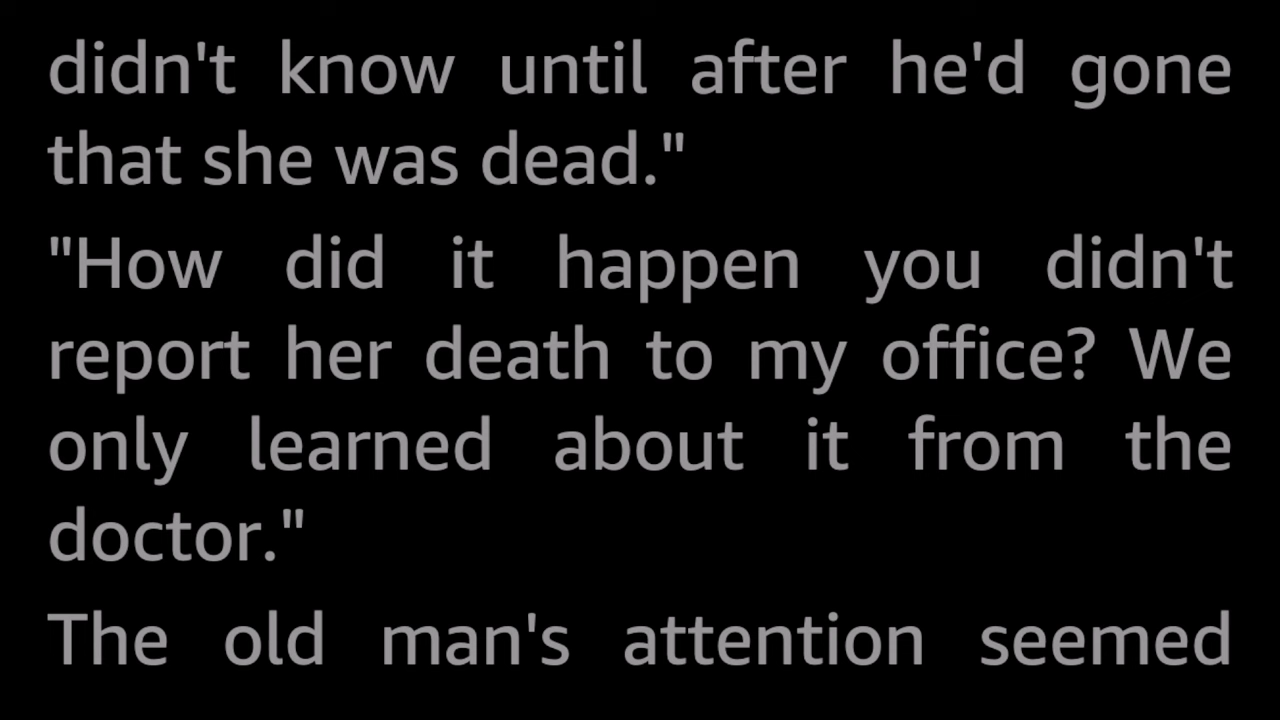 didn't know until after he'd gone
that she was dead."
"How did it happen you didn't
report her death to my office? We
only learned about it from the
doctor."
The old man's attention seemed